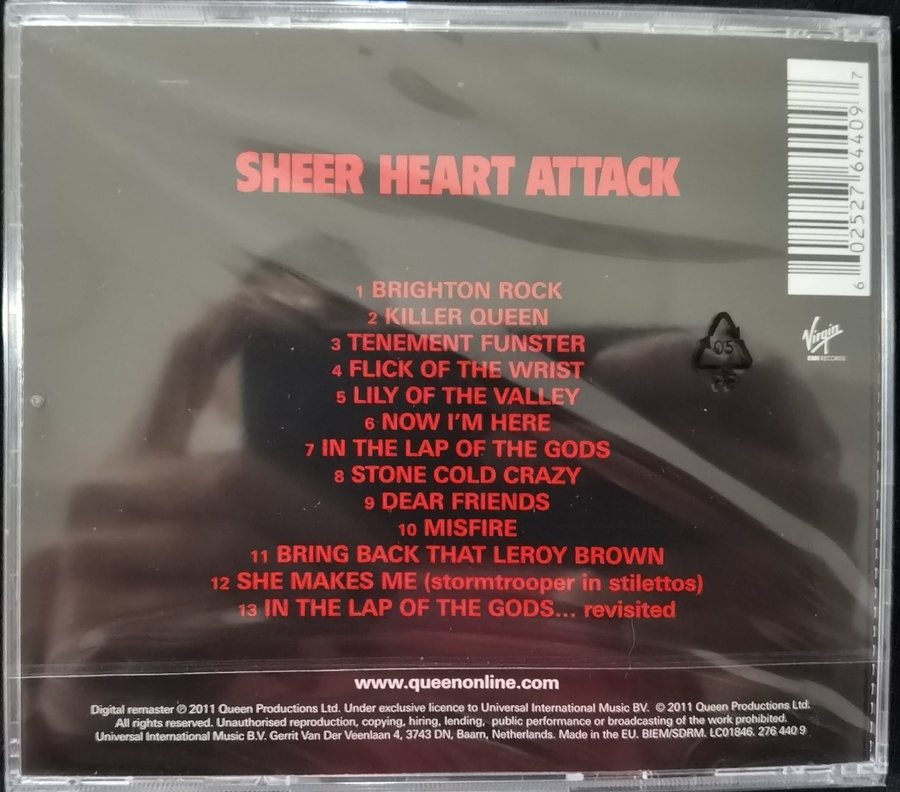 SHEER HEART ATTACK
1 BRIGHTON ROCK
2 KILLER QUEEN
3 TENEMENT FUNSTER
4 FLICK OF THE WRIST
5 LILY OF THE VALLEY
6 NOW I'M HERE
7 IN THE LAP OF THE GODS
8 STONE COLD CRAZY
9 DEAR FRIENDS
10 MISFIRE
11 BRING BACK THAT LEROY BROWN
12 SHE MAKES ME (stormtrooper in stilettos)
13 IN THE LAP OF THE GODS... revisited
6 02527 64409 7
05
PP
Virgin
EMI RECORDS
www.queenonline.com
Digital remaster ℗ 2011 Queen Productions Ltd. Under exclusive licence to Universal International Music BV. © 2011 Queen Productions Ltd.
All rights reserved. Unauthorised reproduction, copying, hiring, lending, public performance or broadcasting of the work prohibited.
Universal International Music B.V. Gerrit Van Der Veenlaan 4, 3743 DN, Baarn, Netherlands. Made in the EU. BIEM/SDRM. LC01846. 276 440 9